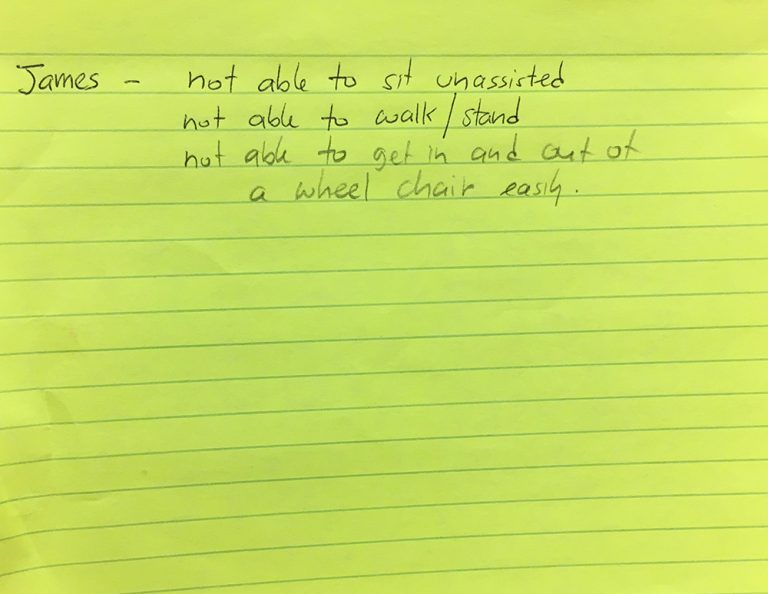 James - not able to sit unassisted
not able to walk/stand
not able to get in and out of
a wheel chair easily.